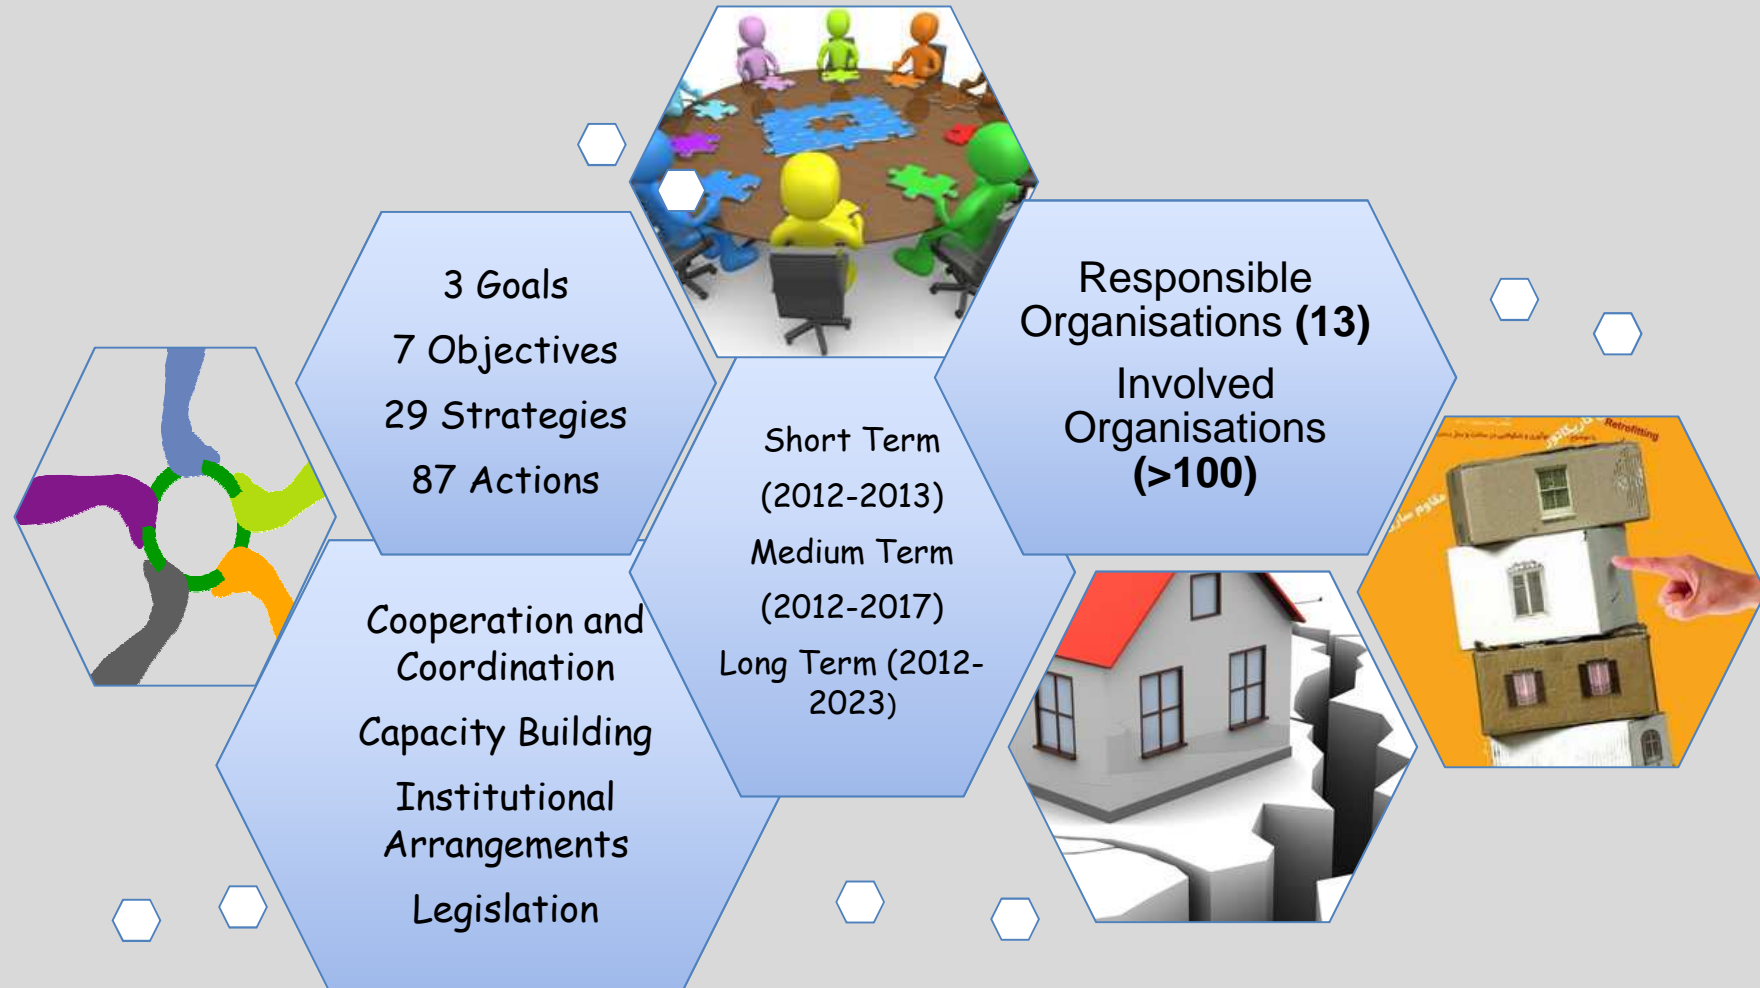 3 Goals
7 Objectives
29 Strategies
87 Actions
Cooperation and
Coordination
Capacity Building
Institutional
Arrangements
Legislation
Short Term
(2012-2013)
Medium Term
(2012-2017)
Long Term (2012-
2023)
Responsible
Organisations (13)
Involved
Organisations
(>100)
Retrofitting